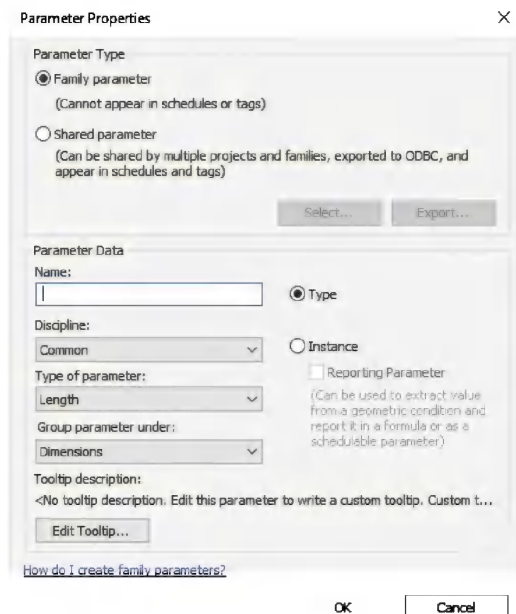 Parameter Properties
Parameter Type
Family parameter
(Cannot appear in schedules or tags)
Shared parameter
(Can be shared by multiple projects and families, exported to ODBC, and
appear in schedules and tags)
Select...
Export...
Parameter Data
Name:
Type
Discipline:
Common
Instance
Type of parameter:
Reporting Parameter
Length
(Can be used to extract value
from a geometric condition and
report it in a formula or as a
schedulable parameter)
Group parameter under:
Dimensions
Tooltip description:
<No tooltip description. Edit this parameter to write a custom tooltip. Custom t...
Edit Tooltip...
How do I create family parameters?
OK
Cancel